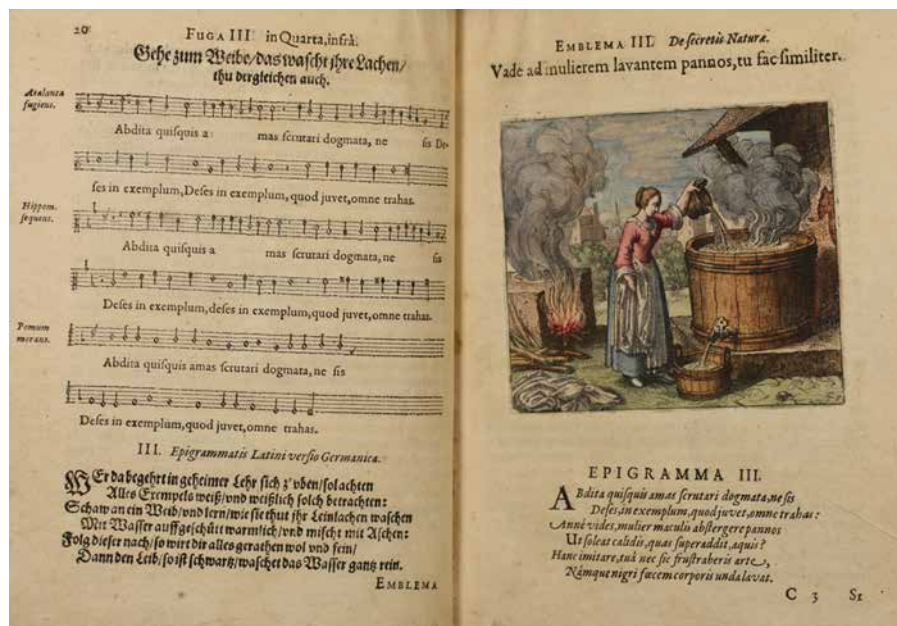 20
FUGA III. in Quarta, infrà.
Gehe zum Weibe/das wascht jhre Lachen/
thu dergleichen auch.
Atalanta
fugiens.
Abdita quisquis a mas scrutari dogmata, ne sis De-
ses in exemplum, Deses in exemplum, quod juvet, omne trahas.
Hippom.
sequens.
Abdita quisquis a mas scrutari dogmata, ne sis
Deses in exemplum, deses in exemplum, quod juvet, omne trahas.
Pomum
morans.
Abdita quisquis amas scrutari dogmata, ne sis
Deses in exemplum, quod juvet, omne trahas.
III. Epigrammatis Latini versio Germanica.
WEr da begehrt in geheimer Lehr sich z'vben/sol achten
Alles Exempels weiß/vnd weißlich solch betrachten:
Schaw an ein Weib/vnd lern/wie sie thut jhr Leinlachen waschen
Mit Wasser auffgeschütt warmlich/vnd mischt mit Aschen:
Folg dieser nach/so wirt dir alles gerathen wol vnd fein/
Dann den Leib/so ist schwartz/waschet das Wasser gantz rein.
EMBLEMA
EMBLEMA III. De secretis Naturæ.
Vade ad mulierem lavantem pannos, tu fac similiter.
EPIGRAMMA III.
ABdita quisquis amas scrutari dogmata, ne sis
Deses, in exemplum, quod juvet, omne trahas:
Anné vides, mulier maculis abstergere pannos
Ut soleat calidis, quas superaddit, aquis?
Hanc imitare, tuâ nec sic frustraberis arte,
Námque nigri fæcem corporis unda lavat.
C 3 Si